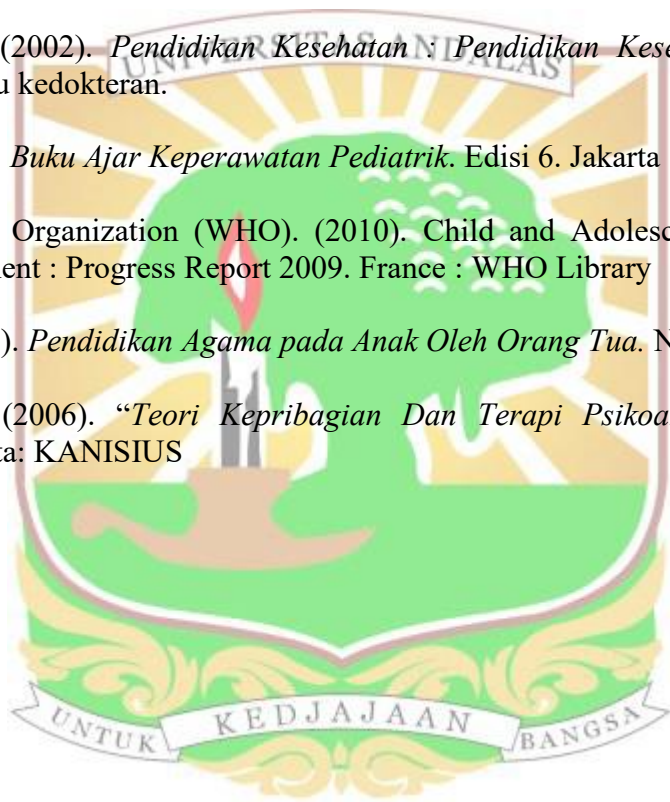 UNIVERSITAS ANDALAS
(2002). Pendidikan Kesehatan : Pendidikan Kese
u kedokteran.
Buku Ajar Keperawatan Pediatrik. Edisi 6. Jakarta
Organization (WHO). (2010). Child and Adolesc
ent : Progress Report 2009. France : WHO Library
). Pendidikan Agama pada Anak Oleh Orang Tua. N
(2006). “Teori Kepribagian Dan Terapi Psikoa
ta: KANISIUS
UNTUK KEDJAJAAN BANGSA